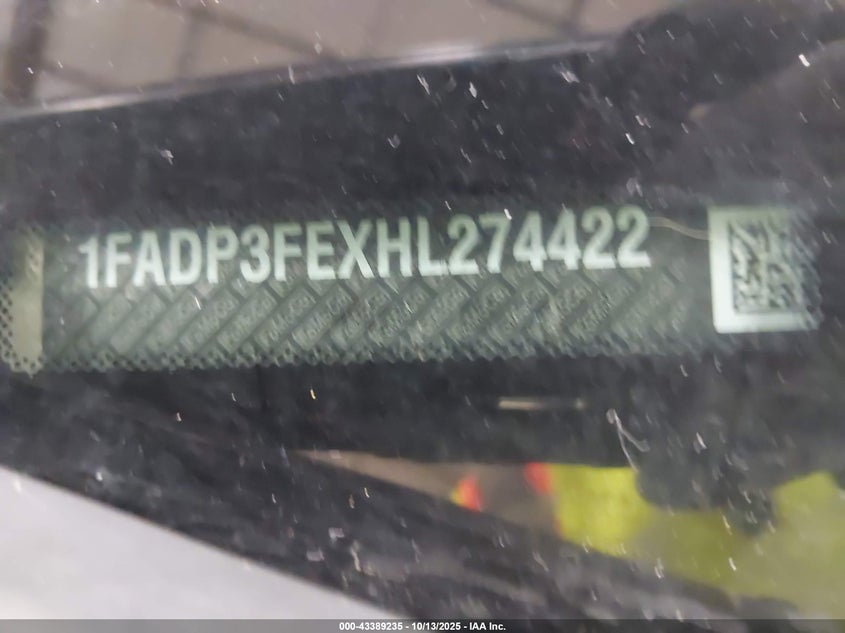 1FADP3FEXHL274422
000-43389235 - 10/13/2025 - IAA Inc.